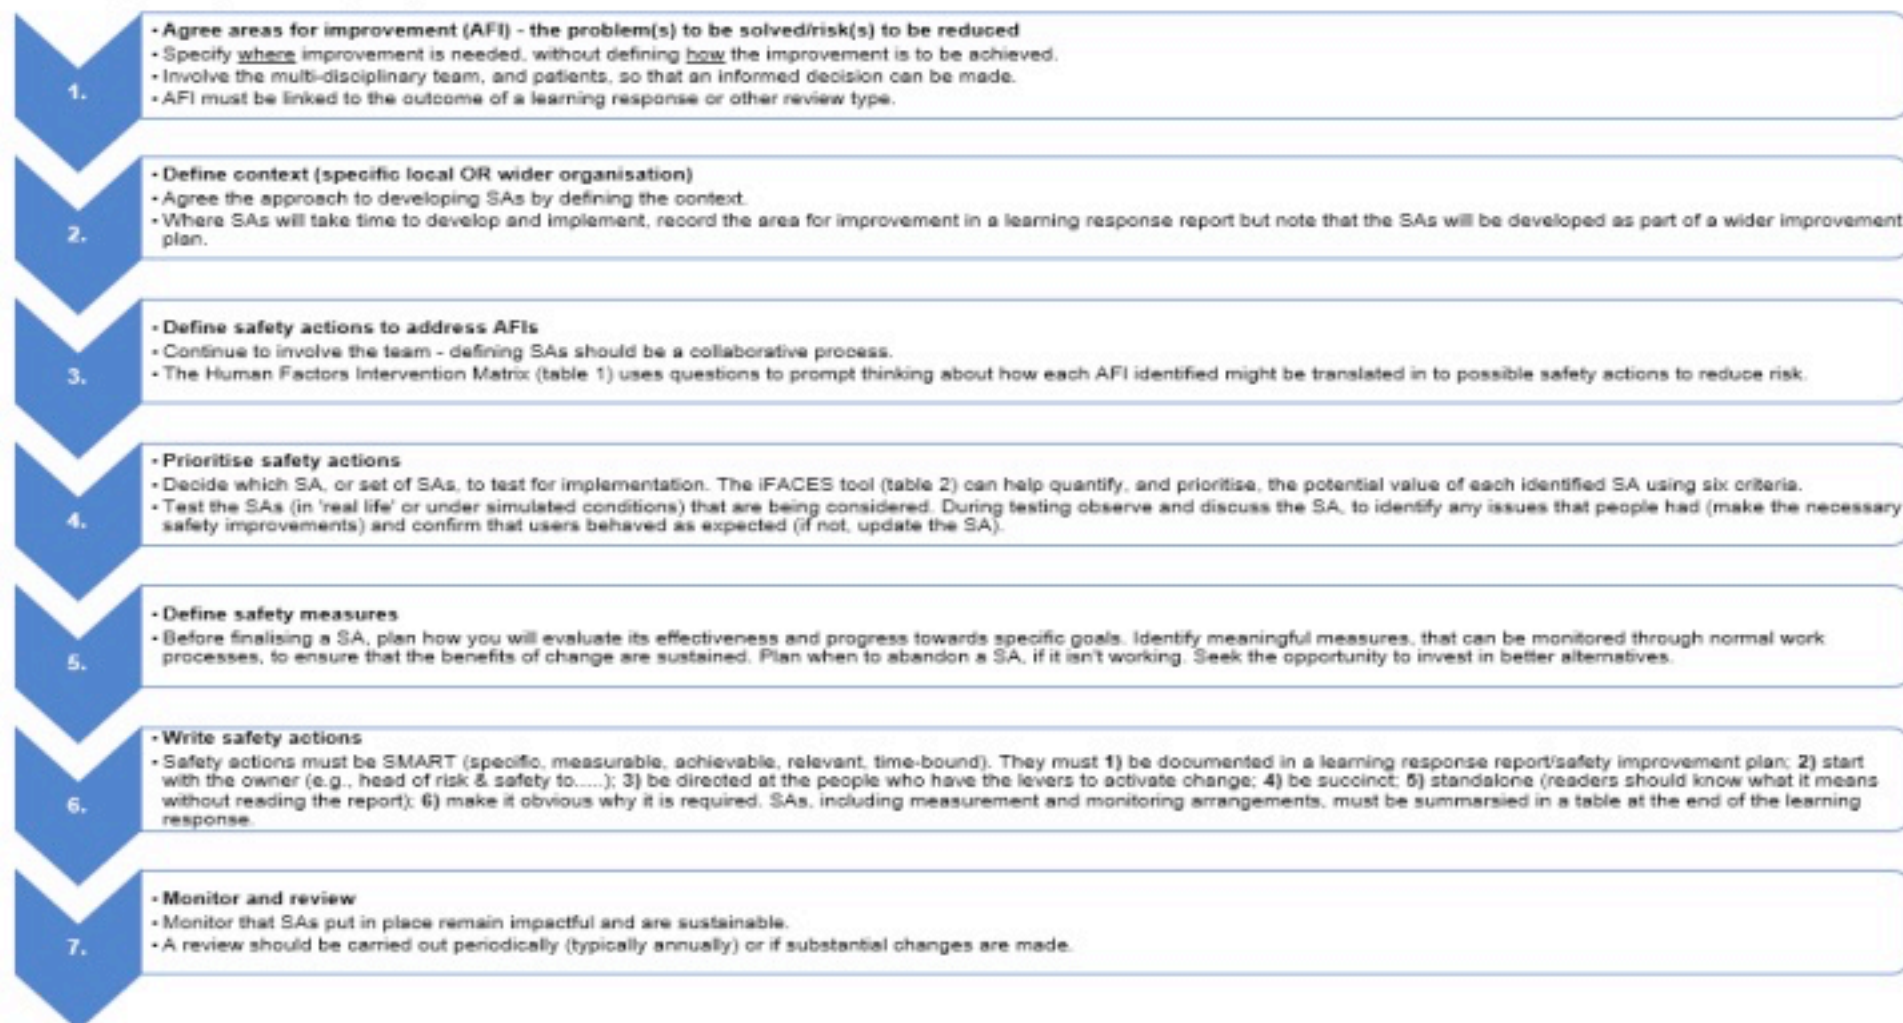 1.
• Agree areas for improvement (AFI) - the problem(s) to be solved/risk(s) to be reduced
• Specify where improvement is needed, without defining how the improvement is to be achieved.
• Involve the multi-disciplinary team, and patients, so that an informed decision can be made.
• AFI must be linked to the outcome of a learning response or other review type.
2.
• Define context (specific local OR wider organisation)
• Agree the approach to developing SAs by defining the context.
• Where SAs will take time to develop and implement, record the area for improvement in a learning response report but note that the SAs will be developed as part of a wider improvement
plan.
3.
• Define safety actions to address AFIs
• Continue to involve the team - defining SAs should be a collaborative process.
• The Human Factors Intervention Matrix (table 1) uses questions to prompt thinking about how each AFI identified might be translated in to possible safety actions to reduce risk.
4.
• Prioritise safety actions
• Decide which SA, or set of SAs, to test for implementation. The iFACES tool (table 2) can help quantify, and prioritise, the potential value of each identified SA using six criteria.
• Test the SAs (in 'real life' or under simulated conditions) that are being considered. During testing observe and discuss the SA, to identify any issues that people had (make the necessary
safety improvements) and confirm that users behaved as expected (if not, update the SA).
5.
• Define safety measures
• Before finalising a SA, plan how you will evaluate its effectiveness and progress towards specific goals. Identify meaningful measures, that can be monitored through normal work
processes, to ensure that the benefits of change are sustained. Plan when to abandon a SA, if it isn't working. Seek the opportunity to invest in better alternatives.
6.
• Write safety actions
• Safety actions must be SMART (specific, measurable, achievable, relevant, time-bound). They must 1) be documented in a learning response report/safety improvement plan; 2) start
with the owner (e.g., head of risk & safety to.....); 3) be directed at the people who have the levers to activate change; 4) be succinct; 5) standalone (readers should know what it means
without reading the report); 6) make it obvious why it is required. SAs, including measurement and monitoring arrangements, must be summarsied in a table at the end of the learning
response.
7.
• Monitor and review
• Monitor that SAs put in place remain impactful and are sustainable.
• A review should be carried out periodically (typically annually) or if substantial changes are made.